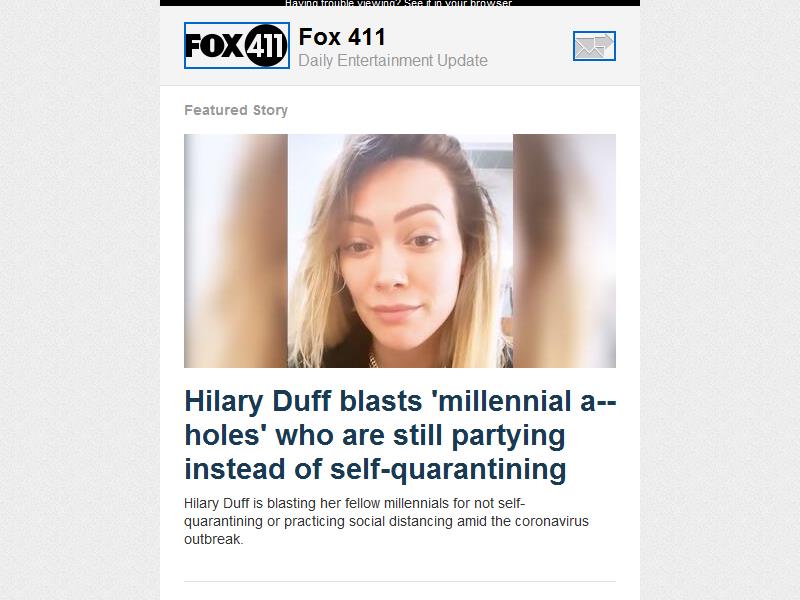 Having trouble viewing? See it in your browser
FOX 411
Fox 411
Daily Entertainment Update
Featured Story
Hilary Duff blasts 'millennial a--
holes' who are still partying
instead of self-quarantining
Hilary Duff is blasting her fellow millennials for not self-
quarantining or practicing social distancing amid the coronavirus
outbreak.